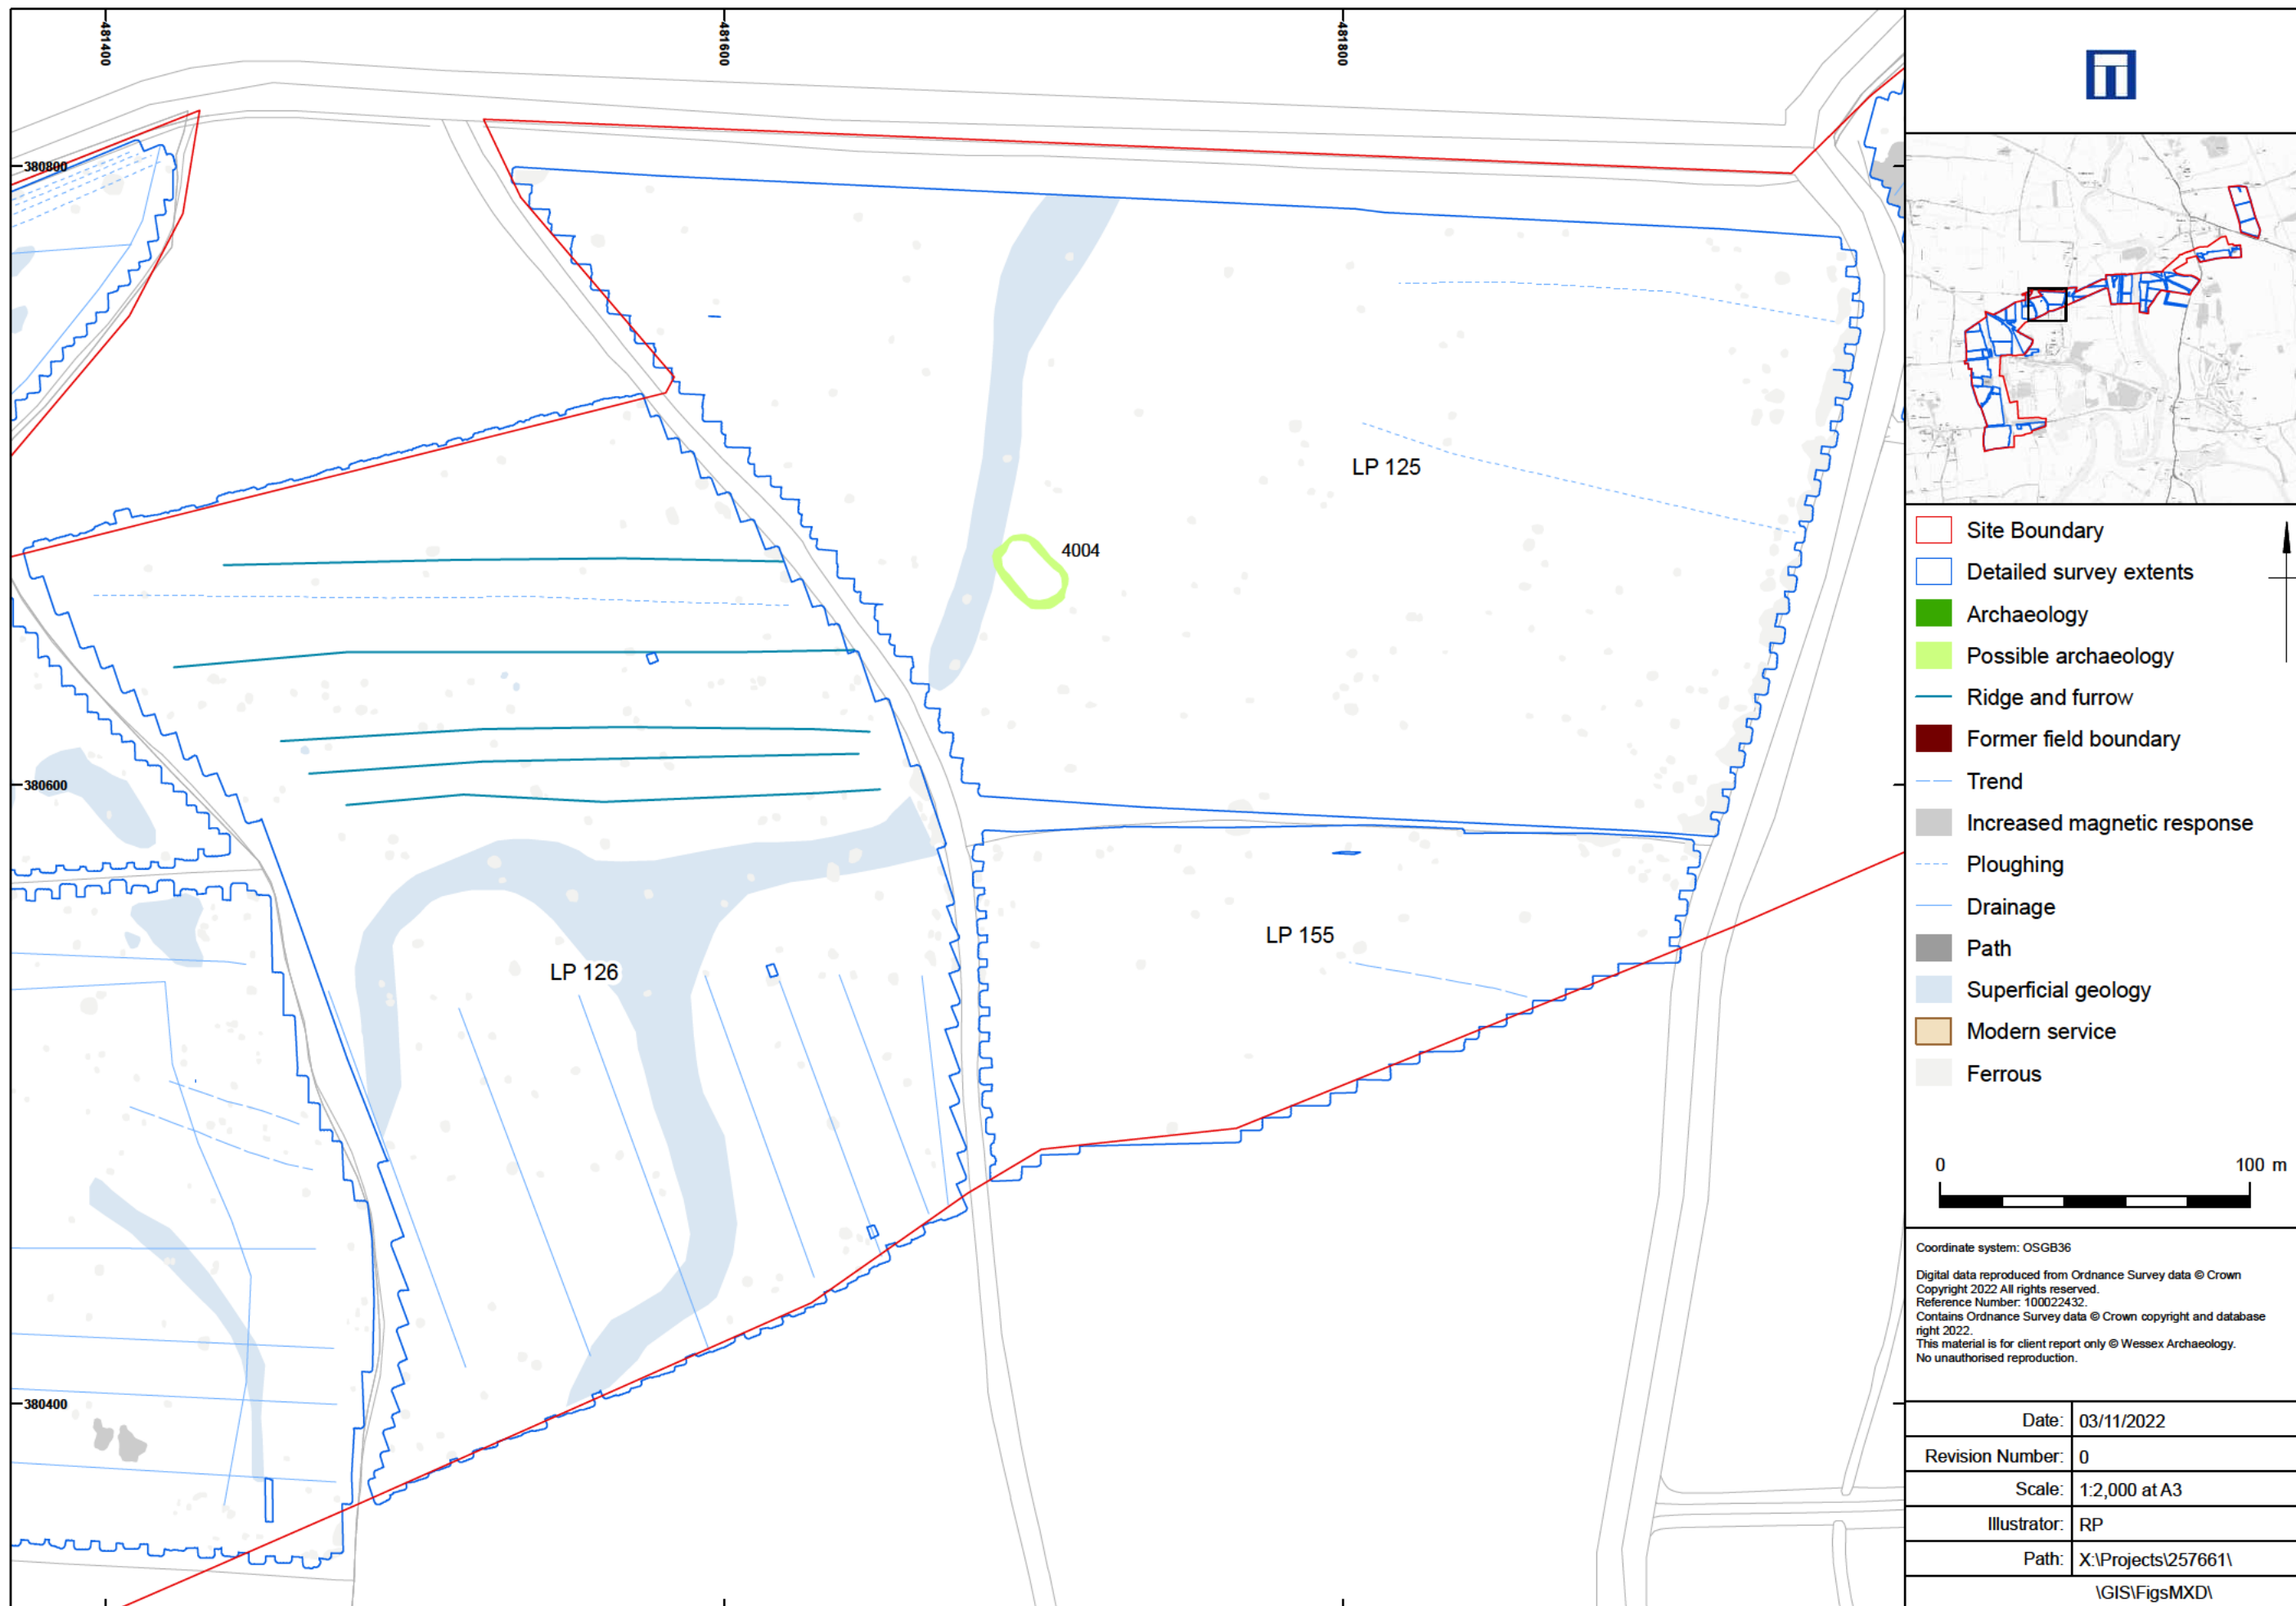 481400
481600
481800
380800
380600
380400
LP 125
4004
LP 126
LP 155
Site Boundary
Detailed survey extents
Archaeology
Possible archaeology
Ridge and furrow
Former field boundary
Trend
Increased magnetic response
Ploughing
Drainage
Path
Superficial geology
Modern service
Ferrous
0 100 m
Coordinate system: OSGB36
Digital data reproduced from Ordnance Survey data © Crown
Copyright 2022 All rights reserved.
Reference Number: 100022432.
Contains Ordnance Survey data © Crown copyright and database
right 2022.
This material is for client report only © Wessex Archaeology.
No unauthorised reproduction.
Date: 03/11/2022
Revision Number: 0
Scale: 1:2,000 at A3
Illustrator: RP
Path: X:\Projects\257661\
\GIS\FigsMXD\